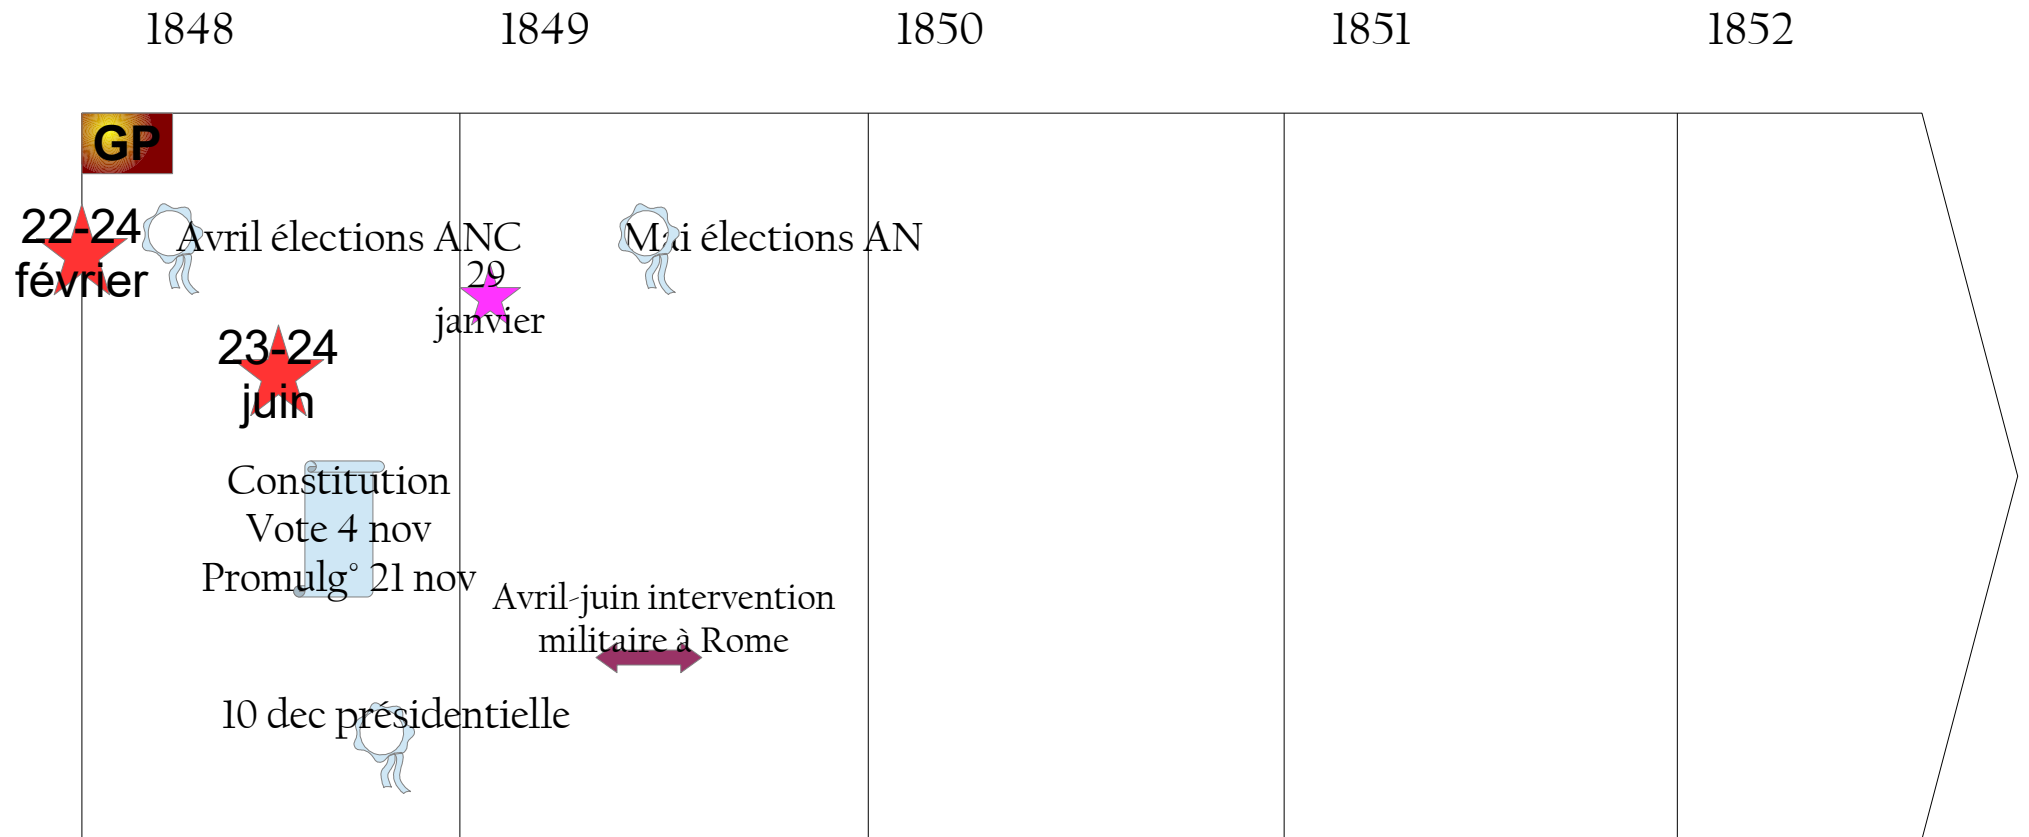 1848
1849
1850
1851
1852
GP
22-24
février
Avril élections ANC
Mai élections AN
29
janvier
23-24
juin
Constitution
Vote 4 nov
Promulg° 21 nov
Avril-juin intervention
militaire à Rome
10 dec présidentielle